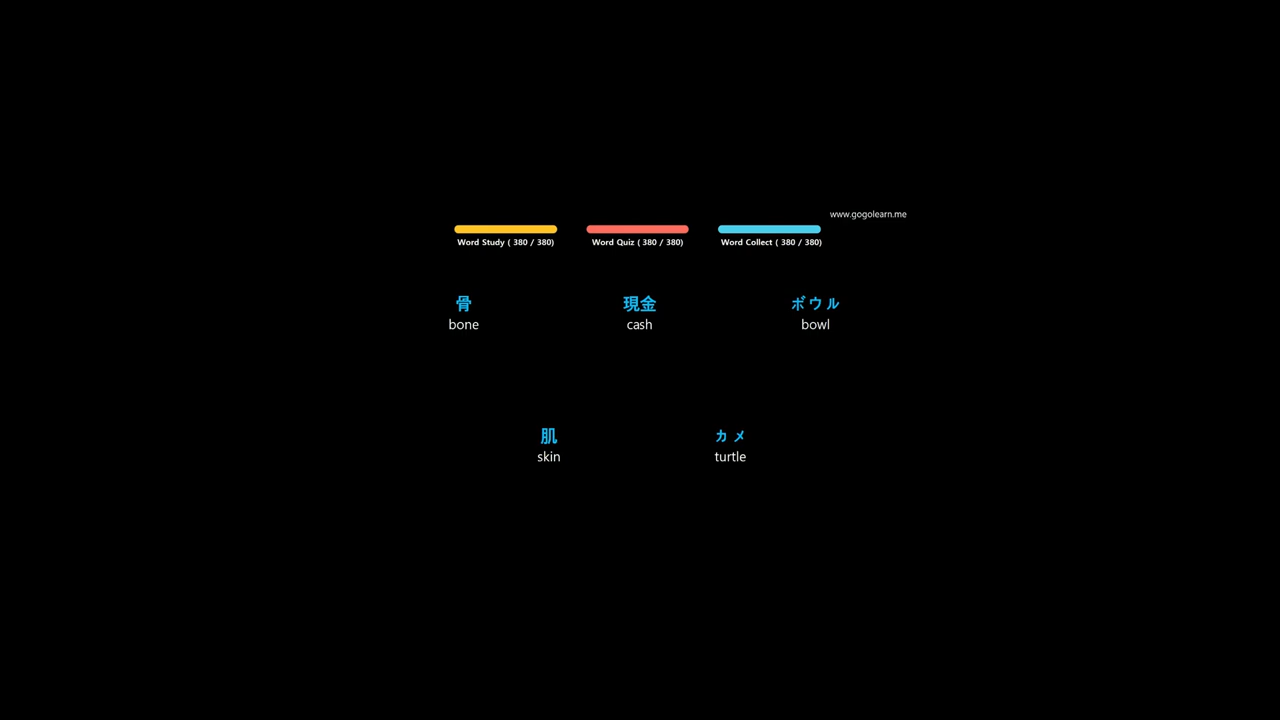 www.gogolearn.me
Word Study ( 380 / 380)
Word Quiz ( 380 / 380)
Word Collect ( 380 / 380)
骨
bone
現金
cash
ボウル
bowl
肌
skin
カメ
turtle